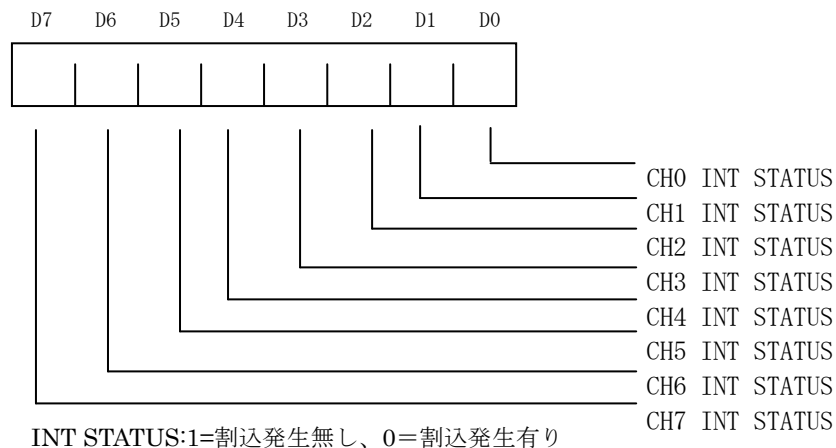 D7 D6 D5 D4 D3 D2 D1 D0
CH0 INT STATUS
CH1 INT STATUS
CH2 INT STATUS
CH3 INT STATUS
CH4 INT STATUS
CH5 INT STATUS
CH6 INT STATUS
CH7 INT STATUS
INT STATUS:1=割込発生無し、0＝割込発生有り